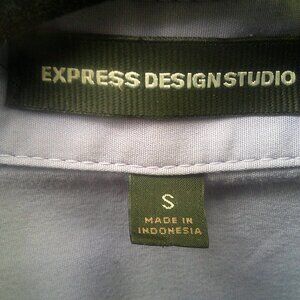 EXPRESS DESIGN STUDIO
S
MADE IN
INDONESIA